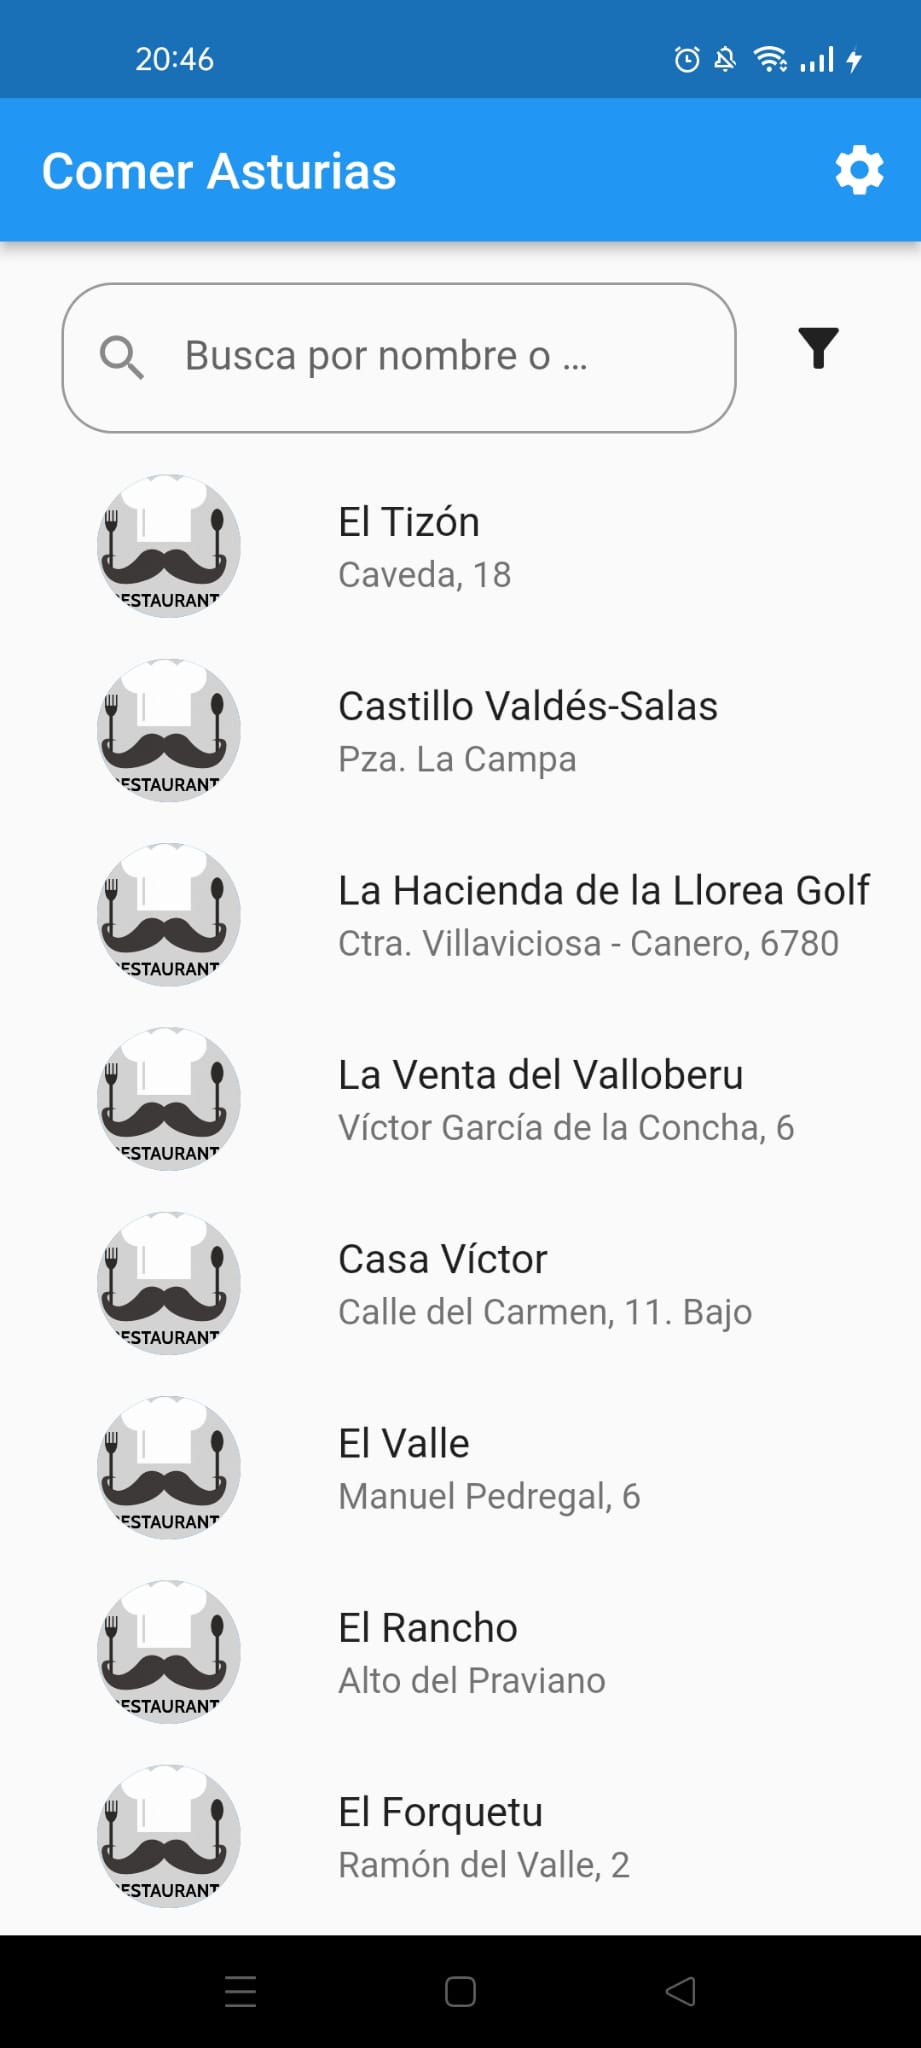 20:46
Comer Asturias
Busca por nombre o ...
ESTAURANT
El Tizón
Caveda, 18
ESTAURANT
Castillo Valdés-Salas
Pza. La Campa
ESTAURANT
La Hacienda de la Llorea Golf
Ctra. Villaviciosa - Canero, 6780
ESTAURANT
La Venta del Valloberu
Víctor García de la Concha, 6
ESTAURANT
Casa Víctor
Calle del Carmen, 11. Bajo
ESTAURANT
El Valle
Manuel Pedregal, 6
ESTAURANT
El Rancho
Alto del Praviano
ESTAURANT
El Forquetu
Ramón del Valle, 2
ESTAURANT